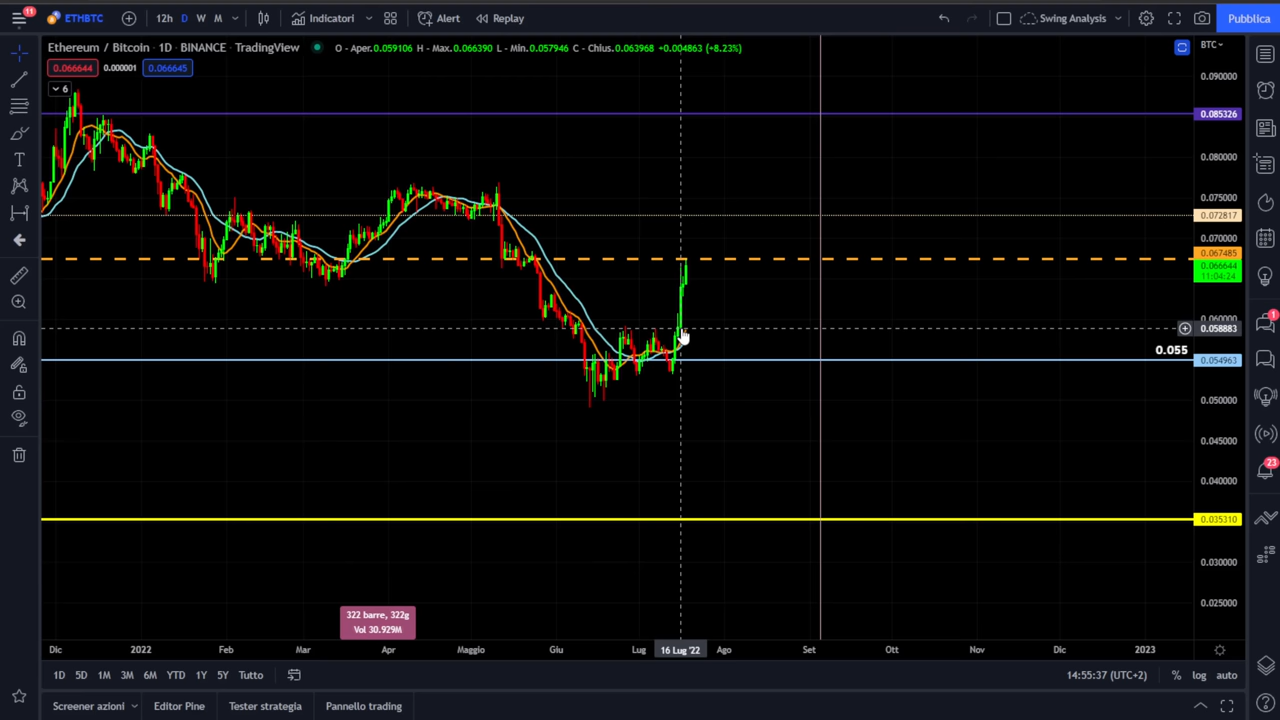 11
ETHBTC
12h D W M
Indicatori
Alert
Replay
Swing Analysis
Pubblica
Ethereum / Bitcoin · 1D · BINANCE · TradingView
O - Aper.0.059106 H - Max.0.066390 L - Min.0.057946 C - Chius.0.063968 +0.004863 (+8.23%)
BTC
0.066644 0.000001 0.066645
6
0.090000
0.085326
0.080000
0.075000
0.072817
0.070000
0.067485
0.066644
11:04:24
0.060000
0.058883
1
0.055
0.054963
0.050000
0.045000
23
0.040000
0.035310
0.030000
0.025000
322 barre, 322g
Vol 30.929M
Dic 2022 Feb Mar Apr Maggio Giu Lug 16 Lug '22 Ago Set Ott Nov Dic 2023
1D 5D 1M 3M 6M YTD 1Y 5Y Tutto
14:55:37 (UTC+2) % log auto
Screener azioni Editor Pine Tester strategia Pannello trading